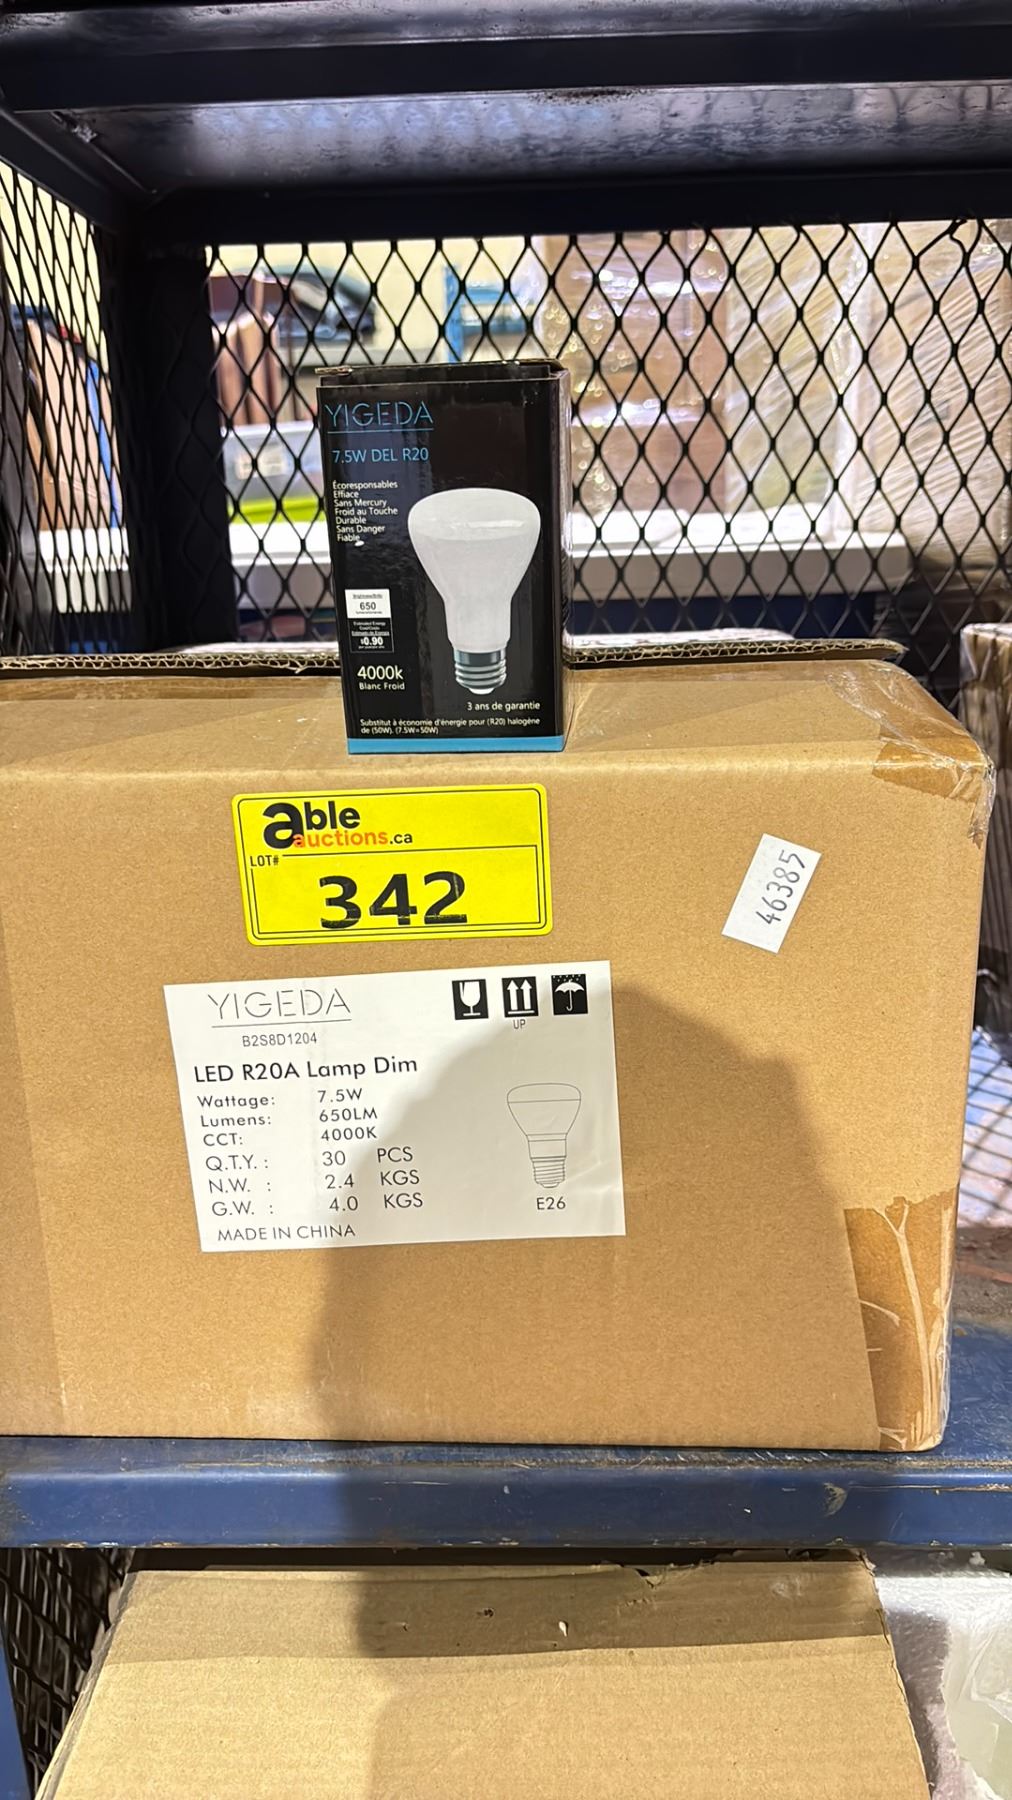 YIGEDA
7.5W DEL R20
Écoresponsables
Effiace
Sans Mercury
Froid au Touche
Durable
Sans Danger
Fiable
650
$0.90
4000k
Blanc Froid
3 ans de garantie
Substitut à économie d'énergie pour (R20) halogène
de (50W). (7.5W=50W)
able
auctions.ca
LOT#
342
46385
YIGEDA
B2S8D1204
UP
LED R20A Lamp Dim
Wattage: 7.5W
Lumens: 650LM
CCT: 4000K
Q.T.Y. : 30 PCS
N.W. : 2.4 KGS
G.W. : 4.0 KGS
E26
MADE IN CHINA